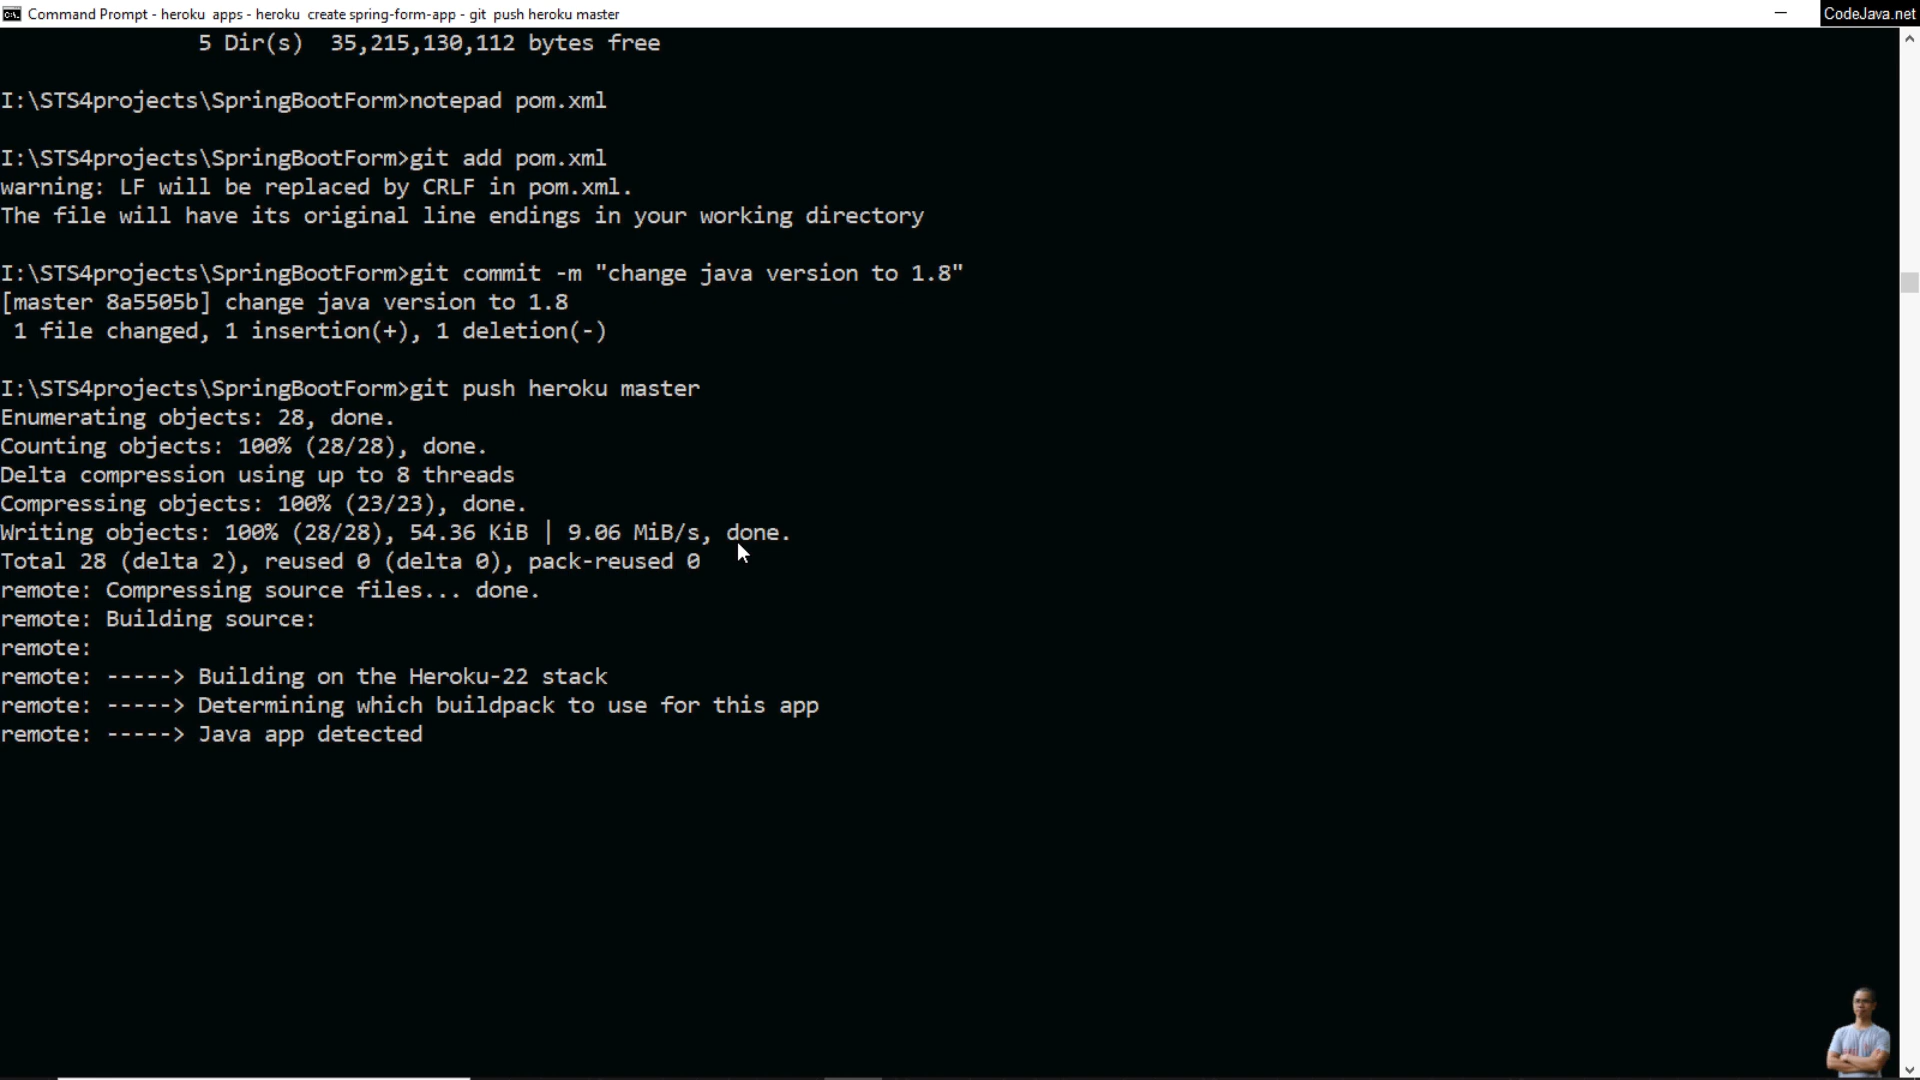 Command Prompt - heroku  apps - heroku  create spring-form-app - git  push heroku master
CodeJava.net
5 Dir(s)  35,215,130,112 bytes free
I:\STS4projects\SpringBootForm>notepad pom.xml
I:\STS4projects\SpringBootForm>git add pom.xml
warning: LF will be replaced by CRLF in pom.xml.
The file will have its original line endings in your working directory
I:\STS4projects\SpringBootForm>git commit -m "change java version to 1.8"
[master 8a5505b] change java version to 1.8
 1 file changed, 1 insertion(+), 1 deletion(-)
I:\STS4projects\SpringBootForm>git push heroku master
Enumerating objects: 28, done.
Counting objects: 100% (28/28), done.
Delta compression using up to 8 threads
Compressing objects: 100% (23/23), done.
Writing objects: 100% (28/28), 54.36 KiB | 9.06 MiB/s, done.
Total 28 (delta 2), reused 0 (delta 0), pack-reused 0
remote: Compressing source files... done.
remote: Building source:
remote:
remote: -----> Building on the Heroku-22 stack
remote: -----> Determining which buildpack to use for this app
remote: -----> Java app detected